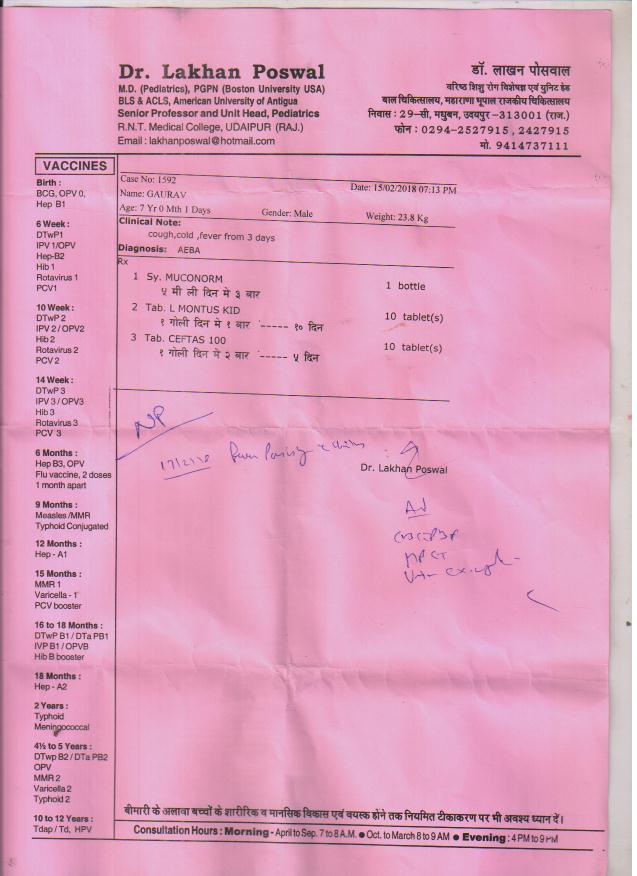 Dr. Lakhan Poswal
M.D. (Pediatrics), PGPN (Boston University USA)
BLS & ACLS, American University of Antigua
Senior Professor and Unit Head, Pediatrics
R.N.T. Medical College, UDAIPUR (RAJ.)
Email : lakhanposwal@hotmail.com
डॉ. लाखन पोसवाल
वरिष्ठ शिशु रोग विशेषज्ञ एवं युनिट हेड
बाल चिकित्सालय, महाराणा भूपाल राजकीय चिकित्सालय
निवास : 29-सी, मधुबन, उदयपुर -313001 (राज.)
फोन : 0294-2527915 , 2427915
मो. 9414737111
VACCINES
Birth :
BCG, OPV 0,
Hep B1
6 Week :
DTwP1
IPV 1/OPV
Hep-B2
Hib 1
Rotavirus 1
PCV1
10 Week :
DTwP 2
IPV 2 / OPV2
Hib 2
Rotavirus 2
PCV 2
14 Week :
DTwP 3
IPV 3 / OPV3
Hib 3
Rotavirus 3
PCV 3
6 Months :
Hep B3, OPV
Flu vaccine, 2 doses
1 month apart
9 Months :
Measles /MMR
Typhoid Conjugated
12 Months :
Hep - A1
15 Months :
MMR 1
Varicella - 1
PCV booster
16 to 18 Months :
DTwP B1 / DTa PB1
IVP B1 / OPVB
Hib B booster
18 Months :
Hep - A2
2 Years :
Typhoid
Meningococcal
4½ to 5 Years :
DTwp B2 / DTa PB2
OPV
MMR 2
Varicella 2
Typhoid 2
10 to 12 Years :
Tdap / Td, HPV
Case No: 1592 Date: 15/02/2018 07:13 PM
Name: GAURAV
Age: 7 Yr 0 Mth 1 Days Gender: Male Weight: 23.8 Kg
Clinical Note:
cough,cold ,fever from 3 days
Diagnosis: AEBA
Rx
1 Sy. MUCONORM 1 bottle
५ मी ली दिन मे ३ बार
2 Tab. L MONTUS KID 10 tablet(s)
१ गोली दिन मे १ बार '----- १० दिन
3 Tab. CEFTAS 100 10 tablet(s)
१ गोली दिन मे २ बार '----- ५ दिन
NP
17/2/18 Fever
Dr. Lakhan Poswal
Ad
बीमारी के अलावा बच्चों के शारीरिक व मानसिक विकास एवं वयस्क होने तक नियमित टीकाकरण पर भी अवश्य ध्यान दें।
Consultation Hours : Morning - April to Sep. 7 to 8 A.M. ● Oct. to March 8 to 9 AM ● Evening : 4 PM to 9 PM